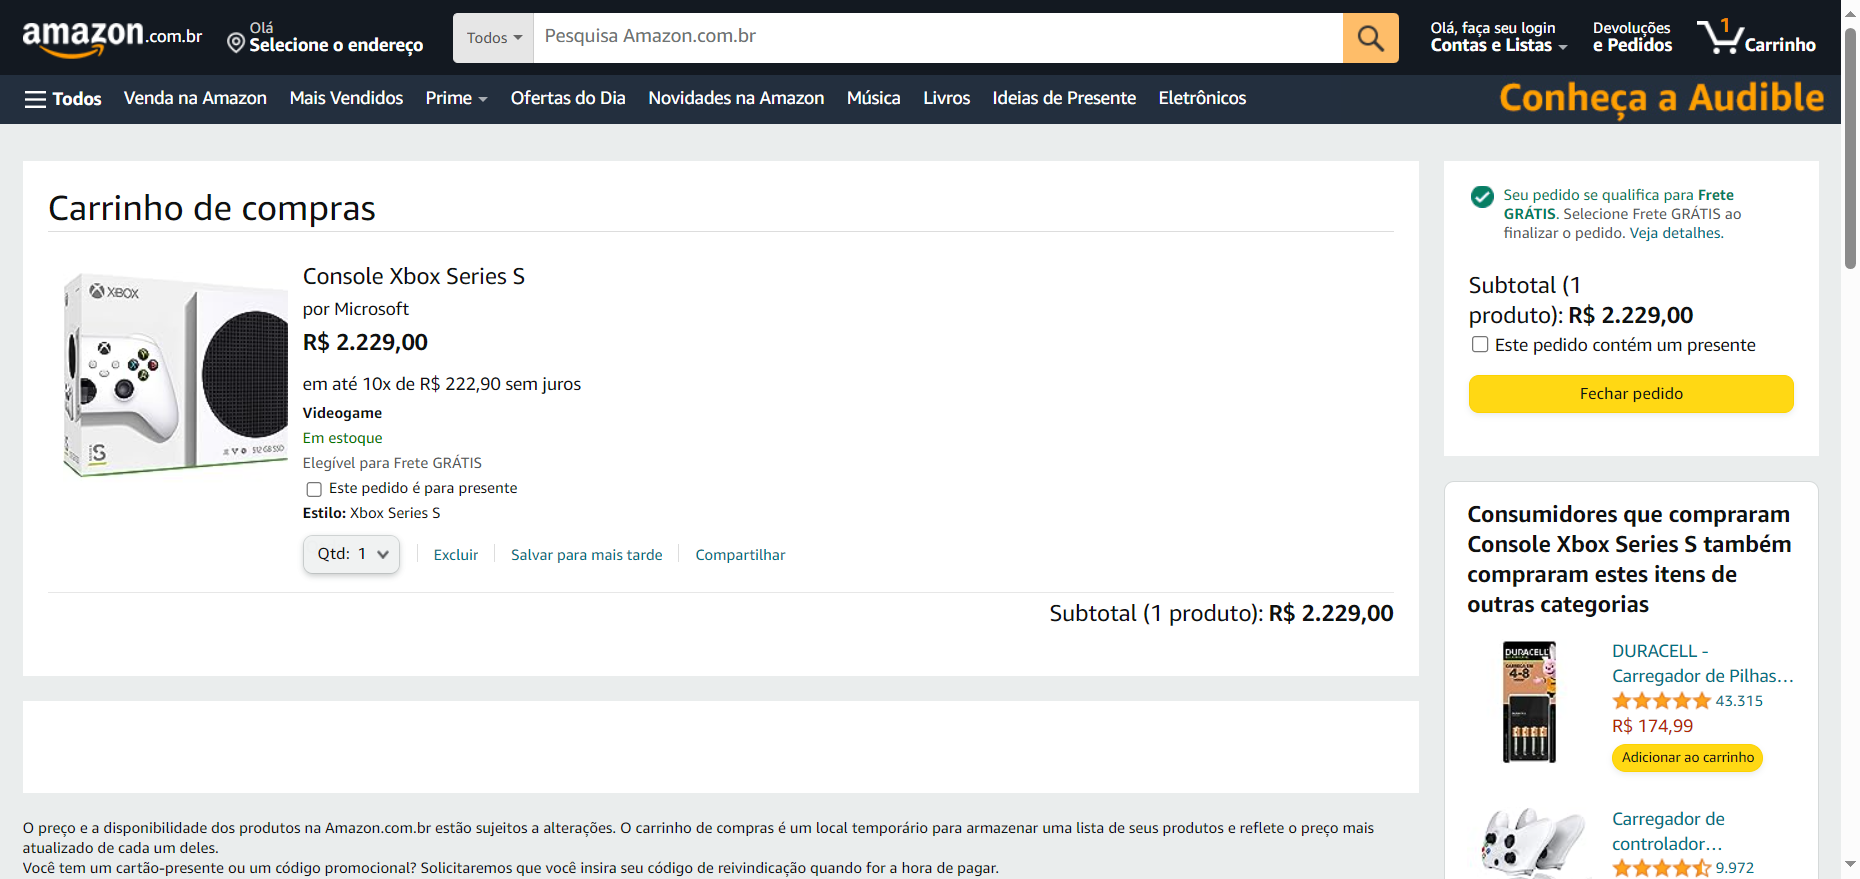 amazon.com.br
Olá
Selecione o endereço
Todos
Pesquisa Amazon.com.br
Olá, faça seu login
Contas e Listas
Devoluções
e Pedidos
1
Carrinho
Todos
Venda na Amazon
Mais Vendidos
Prime
Ofertas do Dia
Novidades na Amazon
Música
Livros
Ideias de Presente
Eletrônicos
Conheça a Audible
Carrinho de compras
XBOX
S
512 GB SSD
Console Xbox Series S
por Microsoft
R$ 2.229,00
em até 10x de R$ 222,90 sem juros
Videogame
Em estoque
Elegível para Frete GRÁTIS
Este pedido é para presente
Estilo: Xbox Series S
Qtd: 1
Excluir
Salvar para mais tarde
Compartilhar
Subtotal (1 produto): R$ 2.229,00
Seu pedido se qualifica para Frete
GRÁTIS. Selecione Frete GRÁTIS ao
finalizar o pedido. Veja detalhes.
Subtotal (1
produto): R$ 2.229,00
Este pedido contém um presente
Fechar pedido
Consumidores que compraram
Console Xbox Series S também
compraram estes itens de
outras categorias
DURACELL
4-8
DURACELL -
Carregador de Pilhas…
43.315
R$ 174,99
Adicionar ao carrinho
Carregador de
controlador…
9.972
O preço e a disponibilidade dos produtos na Amazon.com.br estão sujeitos a alterações. O carrinho de compras é um local temporário para armazenar uma lista de seus produtos e reflete o preço mais
atualizado de cada um deles.
Você tem um cartão-presente ou um código promocional? Solicitaremos que você insira seu código de reivindicação quando for a hora de pagar.